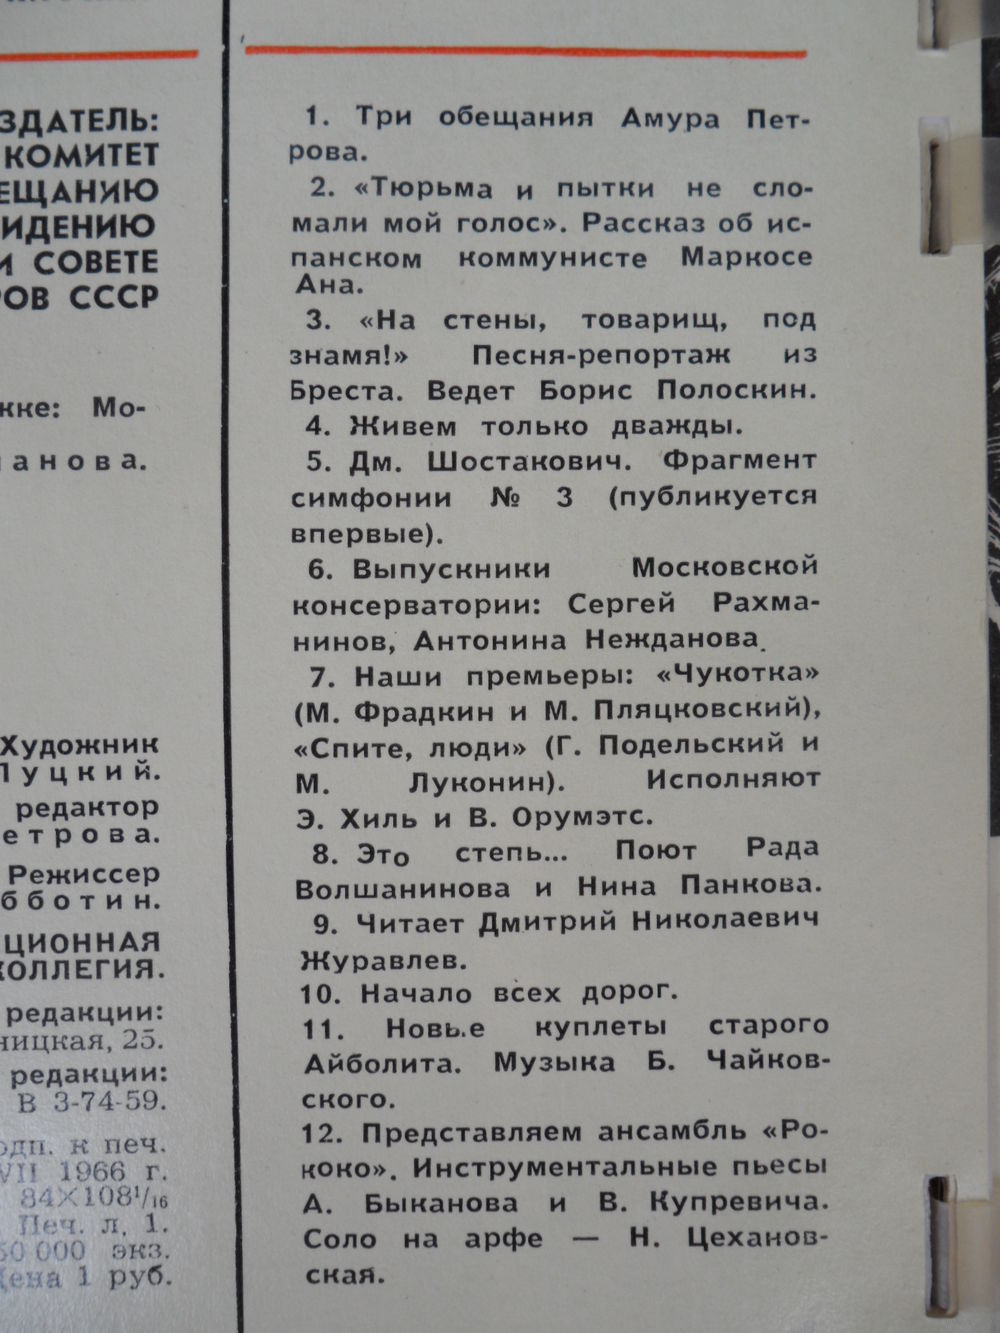 ЗДАТЕЛЬ:
КОМИТЕТ
ЕЩАНИЮ
ИДЕНИЮ
И СОВЕТЕ
РОВ СССР
жке: Мо-
анова.
Художник
Луцкий.
редактор
етрова.
Режиссер
бботин.
ЦИОННАЯ
КОЛЛЕГИЯ.
редакции:
ницкая, 25.
редакции:
В 3-74-59.
одп. к печ.
VII 1966 г.
84×108¹/₁₆
Печ. л. 1.
50 000 экз.
Цена 1 руб.
1. Три обещания Амура Пет-
рова.
2. «Тюрьма и пытки не сло-
мали мой голос». Рассказ об ис-
панском коммунисте Маркосе
Ана.
3. «На стены, товарищ, под
знамя!» Песня-репортаж из
Бреста. Ведет Борис Полоскин.
4. Живем только дважды.
5. Дм. Шостакович. Фрагмент
симфонии № 3 (публикуется
впервые).
6. Выпускники Московской
консерватории: Сергей Рахма-
нинов, Антонина Нежданова.
7. Наши премьеры: «Чукотка»
(М. Фрадкин и М. Пляцковский),
«Спите, люди» (Г. Подельский и
М. Луконин). Исполняют
Э. Хиль и В. Орумэтс.
8. Это степь... Поют Рада
Волшанинова и Нина Панкова.
9. Читает Дмитрий Николаевич
Журавлев.
10. Начало всех дорог.
11. Новые куплеты старого
Айболита. Музыка Б. Чайков-
ского.
12. Представляем ансамбль «Ро-
коко». Инструментальные пьесы
А. Быканова и В. Купревича.
Соло на арфе — Н. Цеханов-
ская.